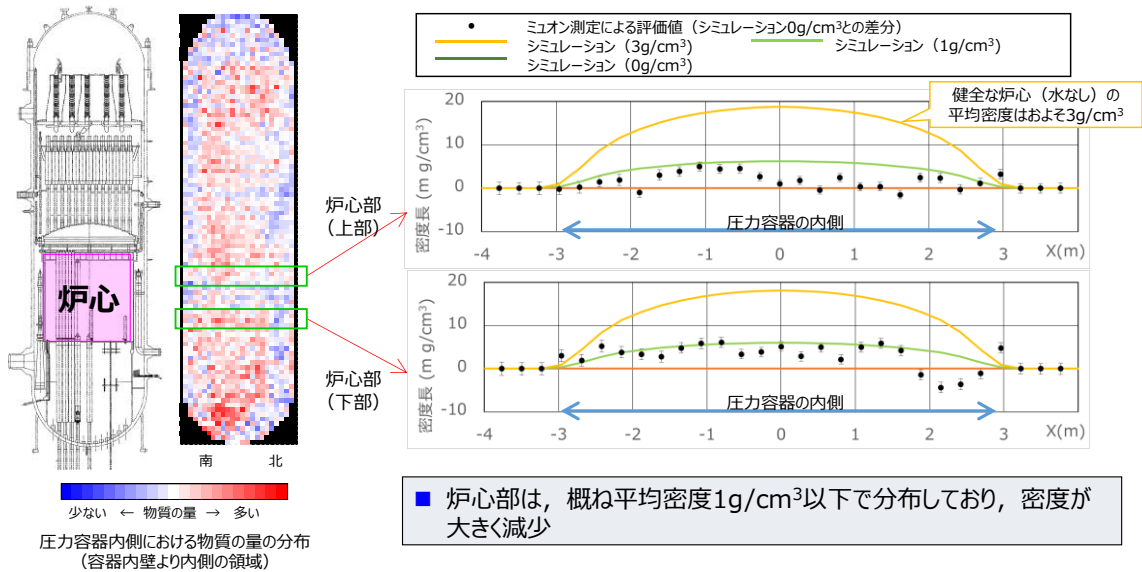 ● ミュオン測定による評価値（シミュレーション0g/cm³との差分）
シミュレーション（3g/cm³）
シミュレーション（1g/cm³）
シミュレーション（0g/cm³）
健全な炉心（水なし）の
平均密度はおよそ3g/cm³
炉心
炉心部
（上部）
密度長 (m g/cm³)
20
10
0
-10
圧力容器の内側
-4 -3 -2 -1 0 1 2 3 X(m)
炉心部
（下部）
密度長 (m g/cm³)
20
10
0
-10
圧力容器の内側
-4 -3 -2 -1 0 1 2 3 X(m)
南 北
少ない ← 物質の量 → 多い
圧力容器内側における物質の量の分布
（容器内壁より内側の領域）
■ 炉心部は，概ね平均密度1g/cm³以下で分布しており，密度が
大きく減少